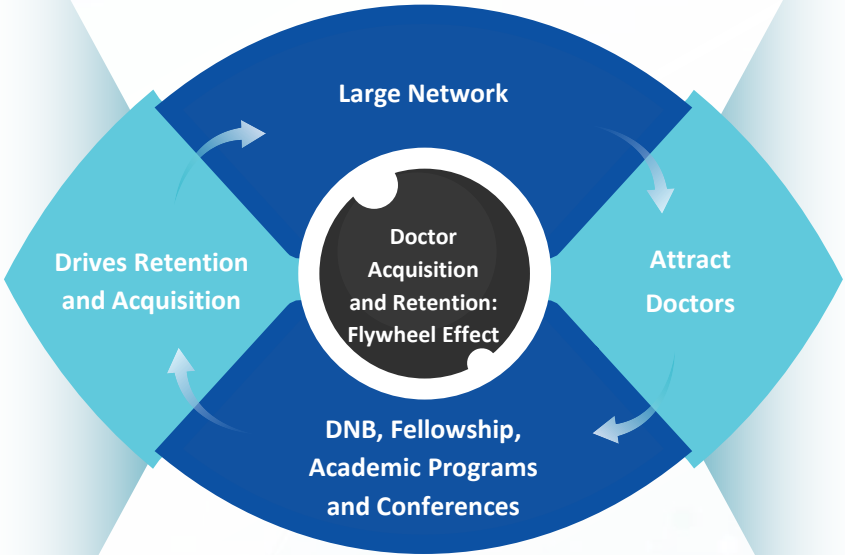 Large Network
Attract
Doctors
DNB, Fellowship,
Academic Programs
and Conferences
Drives Retention
and Acquisition
Doctor
Acquisition
and Retention:
Flywheel Effect